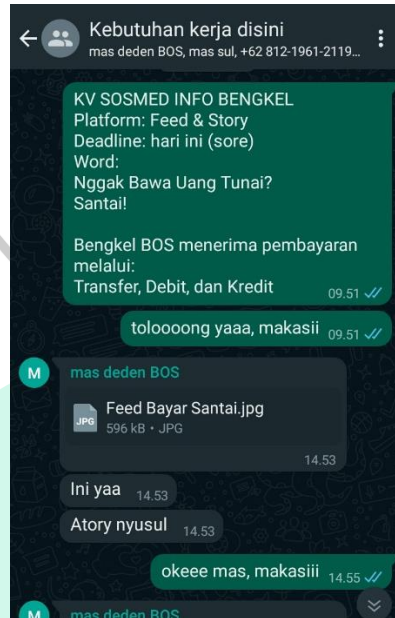 Kebutuhan kerja disini
mas deden BOS, mas sul, +62 812-1961-2119...
KV SOSMED INFO BENGKEL
Platform: Feed & Story
Deadline: hari ini (sore)
Word:
Nggak Bawa Uang Tunai?
Santai!
Bengkel BOS menerima pembayaran
melalui:
Transfer, Debit, dan Kredit
09.51
toloooong yaaa, makasii 09.51
M
mas deden BOS
JPG
Feed Bayar Santai.jpg
596 kB • JPG
14.53
Ini yaa 14.53
Atory nyusul 14.53
okeee mas, makasiii 14.55
M
mas deden BOS